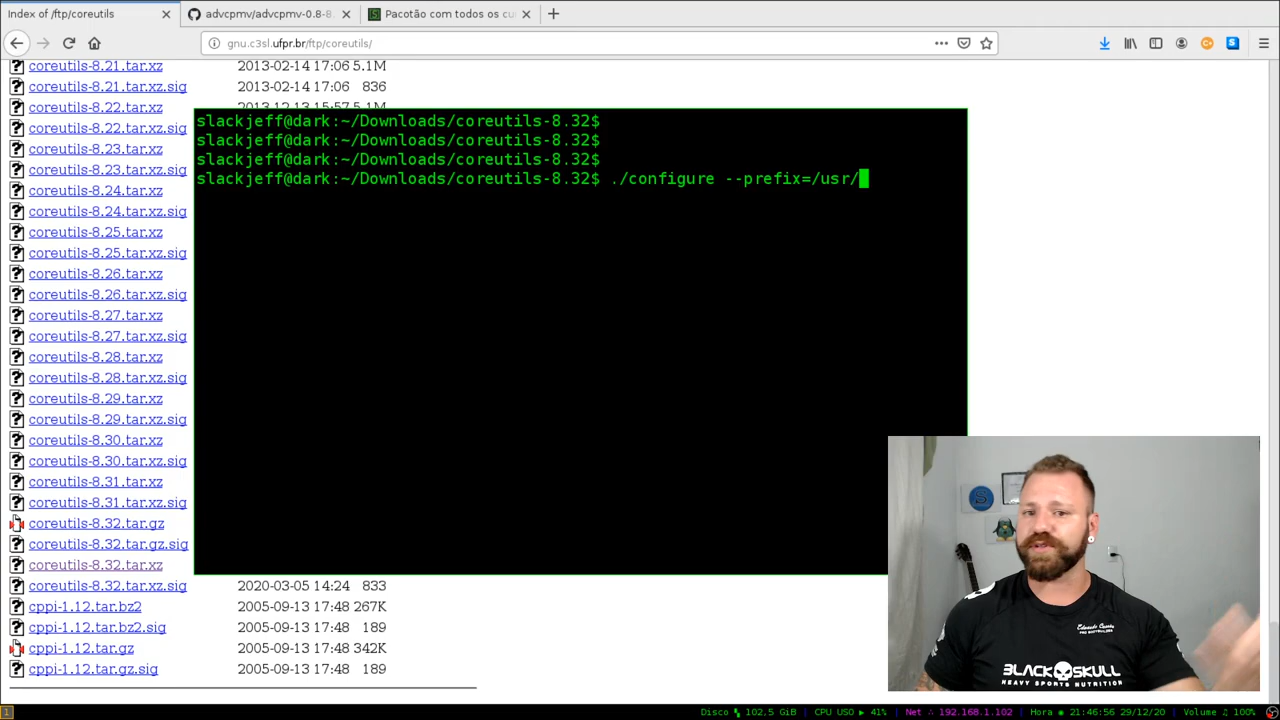 Index of /ftp/coreutils
advcpmv/advcpmv-0.8-8.
Pacotão com todos os cu
gnu.c3sl.ufpr.br/ftp/coreutils/
coreutils-8.21.tar.xz 2013-02-14 17:06 5.1M
coreutils-8.21.tar.xz.sig 2013-02-14 17:06 836
coreutils-8.22.tar.xz 2013-12-13 15:57 5.1M
coreutils-8.22.tar.xz.sig
coreutils-8.23.tar.xz
coreutils-8.23.tar.xz.sig
coreutils-8.24.tar.xz
coreutils-8.24.tar.xz.sig
coreutils-8.25.tar.xz
coreutils-8.25.tar.xz.sig
coreutils-8.26.tar.xz
coreutils-8.26.tar.xz.sig
coreutils-8.27.tar.xz
coreutils-8.27.tar.xz.sig
coreutils-8.28.tar.xz
coreutils-8.28.tar.xz.sig
coreutils-8.29.tar.xz
coreutils-8.29.tar.xz.sig
coreutils-8.30.tar.xz
coreutils-8.30.tar.xz.sig
coreutils-8.31.tar.xz
coreutils-8.31.tar.xz.sig
coreutils-8.32.tar.gz
coreutils-8.32.tar.gz.sig
coreutils-8.32.tar.xz
coreutils-8.32.tar.xz.sig 2020-03-05 14:24 833
cppi-1.12.tar.bz2 2005-09-13 17:48 267K
cppi-1.12.tar.bz2.sig 2005-09-13 17:48 189
cppi-1.12.tar.gz 2005-09-13 17:48 342K
cppi-1.12.tar.gz.sig 2005-09-13 17:48 189
slackjeff@dark:~/Downloads/coreutils-8.32$
slackjeff@dark:~/Downloads/coreutils-8.32$
slackjeff@dark:~/Downloads/coreutils-8.32$
slackjeff@dark:~/Downloads/coreutils-8.32$ ./configure --prefix=/usr/
BLACK SKULL
HEAVY SPORTS NUTRITION
1
Disco 102,5 GiB CPU USO 41% Net 192.168.1.102 Hora 21:46:56 29/12/20 Volume 100%